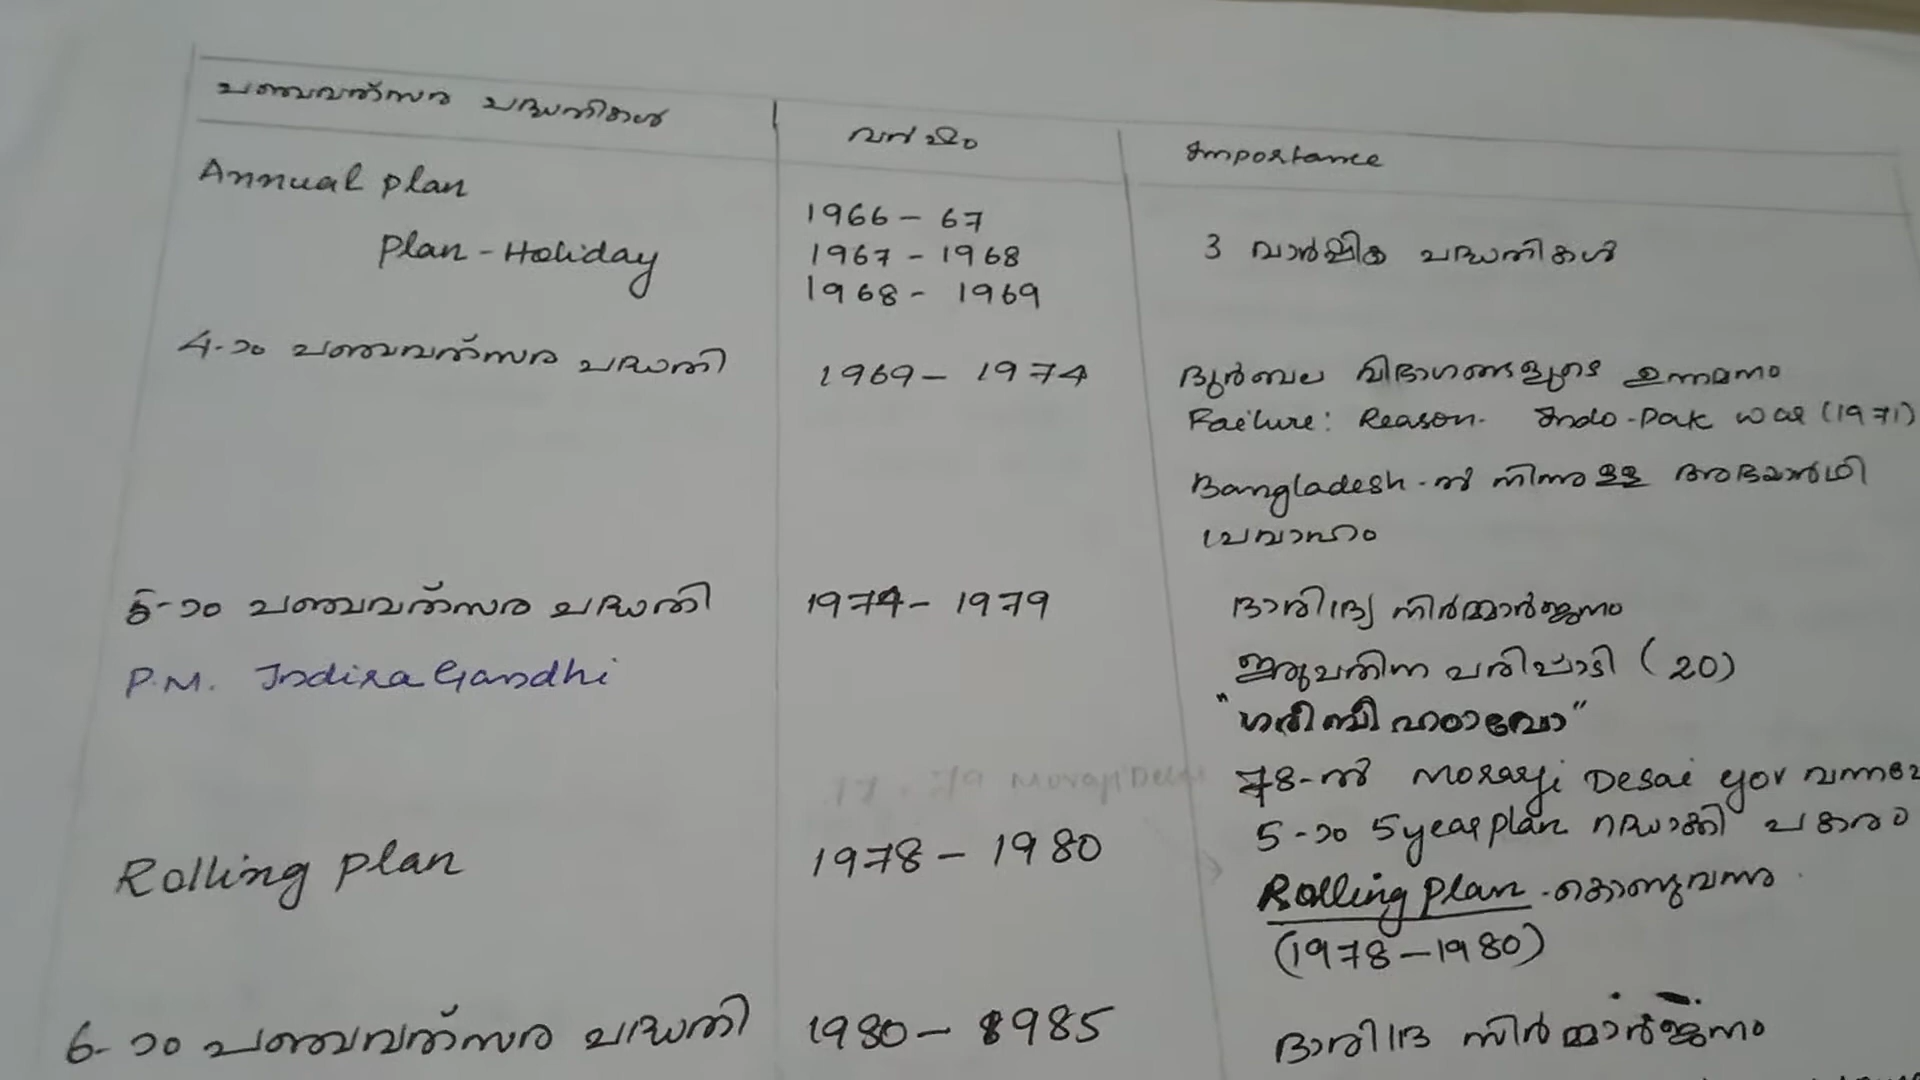 പഞ്ചവത്സര പദ്ധതികൾ വർഷം Importance
Annual plan
Plan - Holiday
1966 - 67
1967 - 1968
1968 - 1969
3 വാർഷിക പദ്ധതികൾ
4-ാം പഞ്ചവത്സര പദ്ധതി 1969 - 1974 ദുർബല വിഭാഗങ്ങളുടെ ഉന്നമനം
Failure: Reason. Indo-Pak war (1971)
Bangladesh-ൽ നിന്നുള്ള അഭയാർഥി
പ്രവാഹം
5-ാം പഞ്ചവത്സര പദ്ധതി 1974 - 1979 ദാരിദ്ര്യ നിർമ്മാർജ്ജനം
P.M. Indira Gandhi
ഇരുപതിന പരിപാടി (20)
"ഗരീബി ഹഠാവോ"
78-ൽ Morarji Desai gov
5-ാം 5 year plan റദ്ധാക്കി പകരം
Rolling plan 1978 - 1980 Rolling Plan - കൊണ്ടുവന്നു.
(1978 - 1980)
6-ാം പഞ്ചവത്സര പദ്ധതി 1980 - 1985 ദാരിദ്ര നിർമ്മാർജ്ജനം